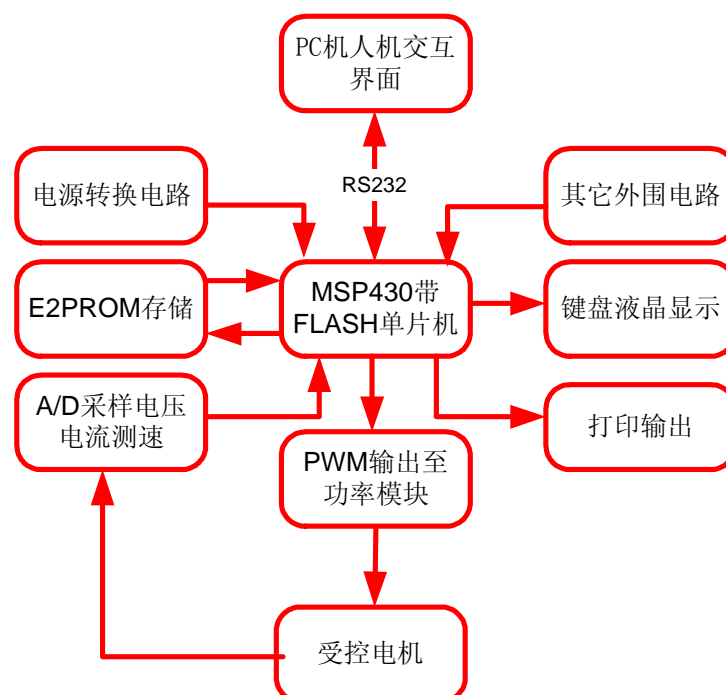 PC机人机交互
界面
RS232
电源转换电路
其它外围电路
MSP430带
FLASH单片机
E2PROM存储
键盘液晶显示
A/D采样电压
电流测速
打印输出
PWM输出至
功率模块
受控电机